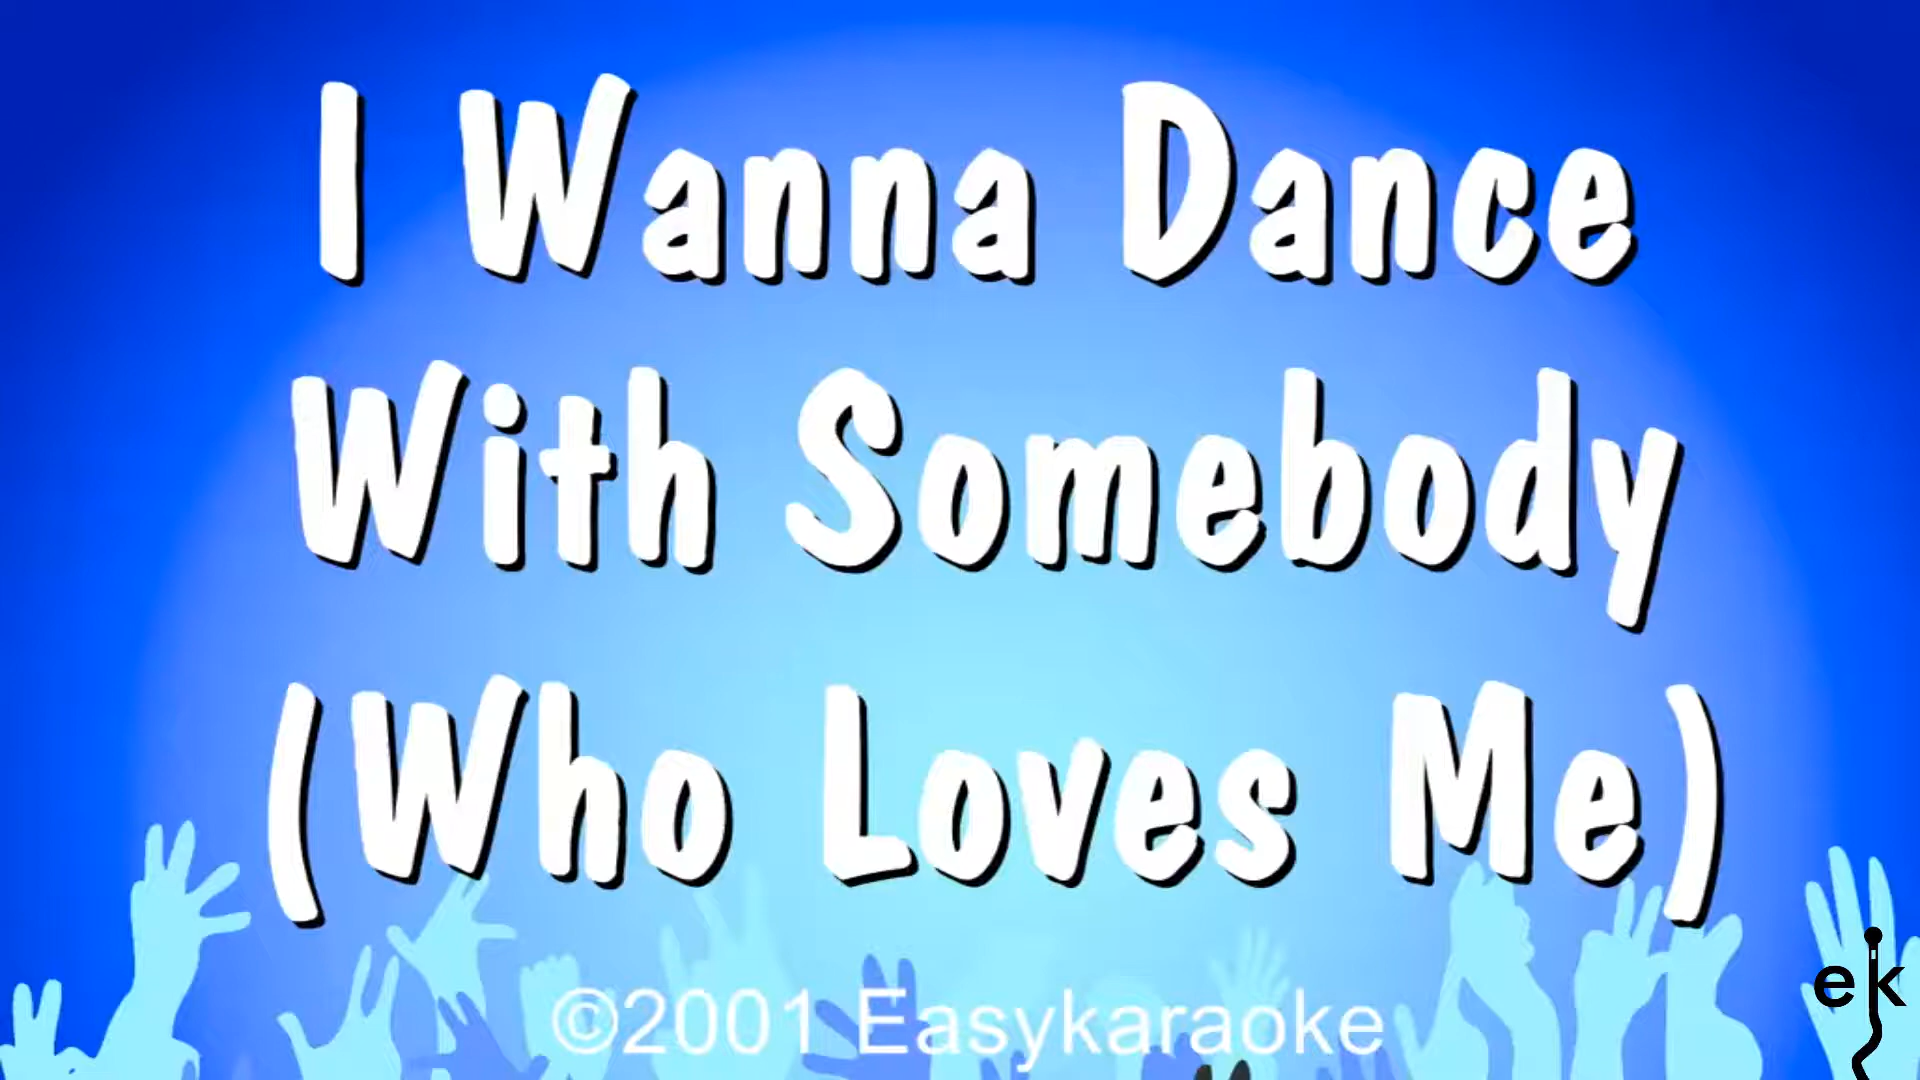 I Wanna Dance
With Somebody
(Who Loves Me)
©2001 Easykaraoke
ek